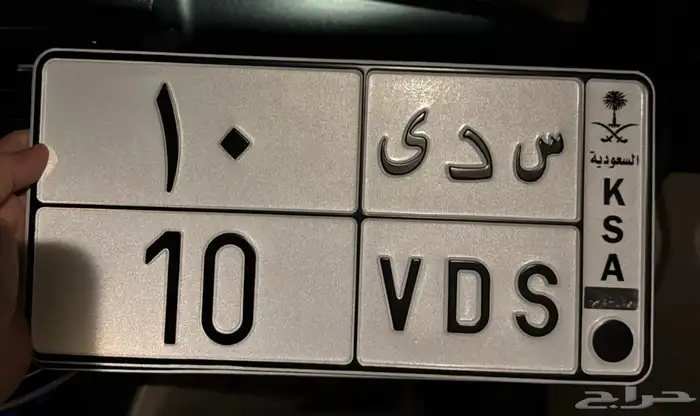 ١٠ س د ى
10 VDS
السعودية
K
S
A
حراج